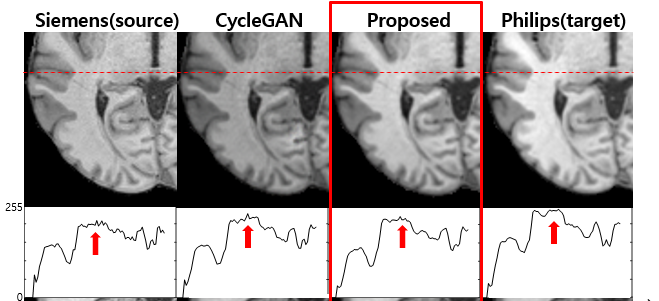 Siemens(source) CycleGAN Proposed Philips(target)
255
0